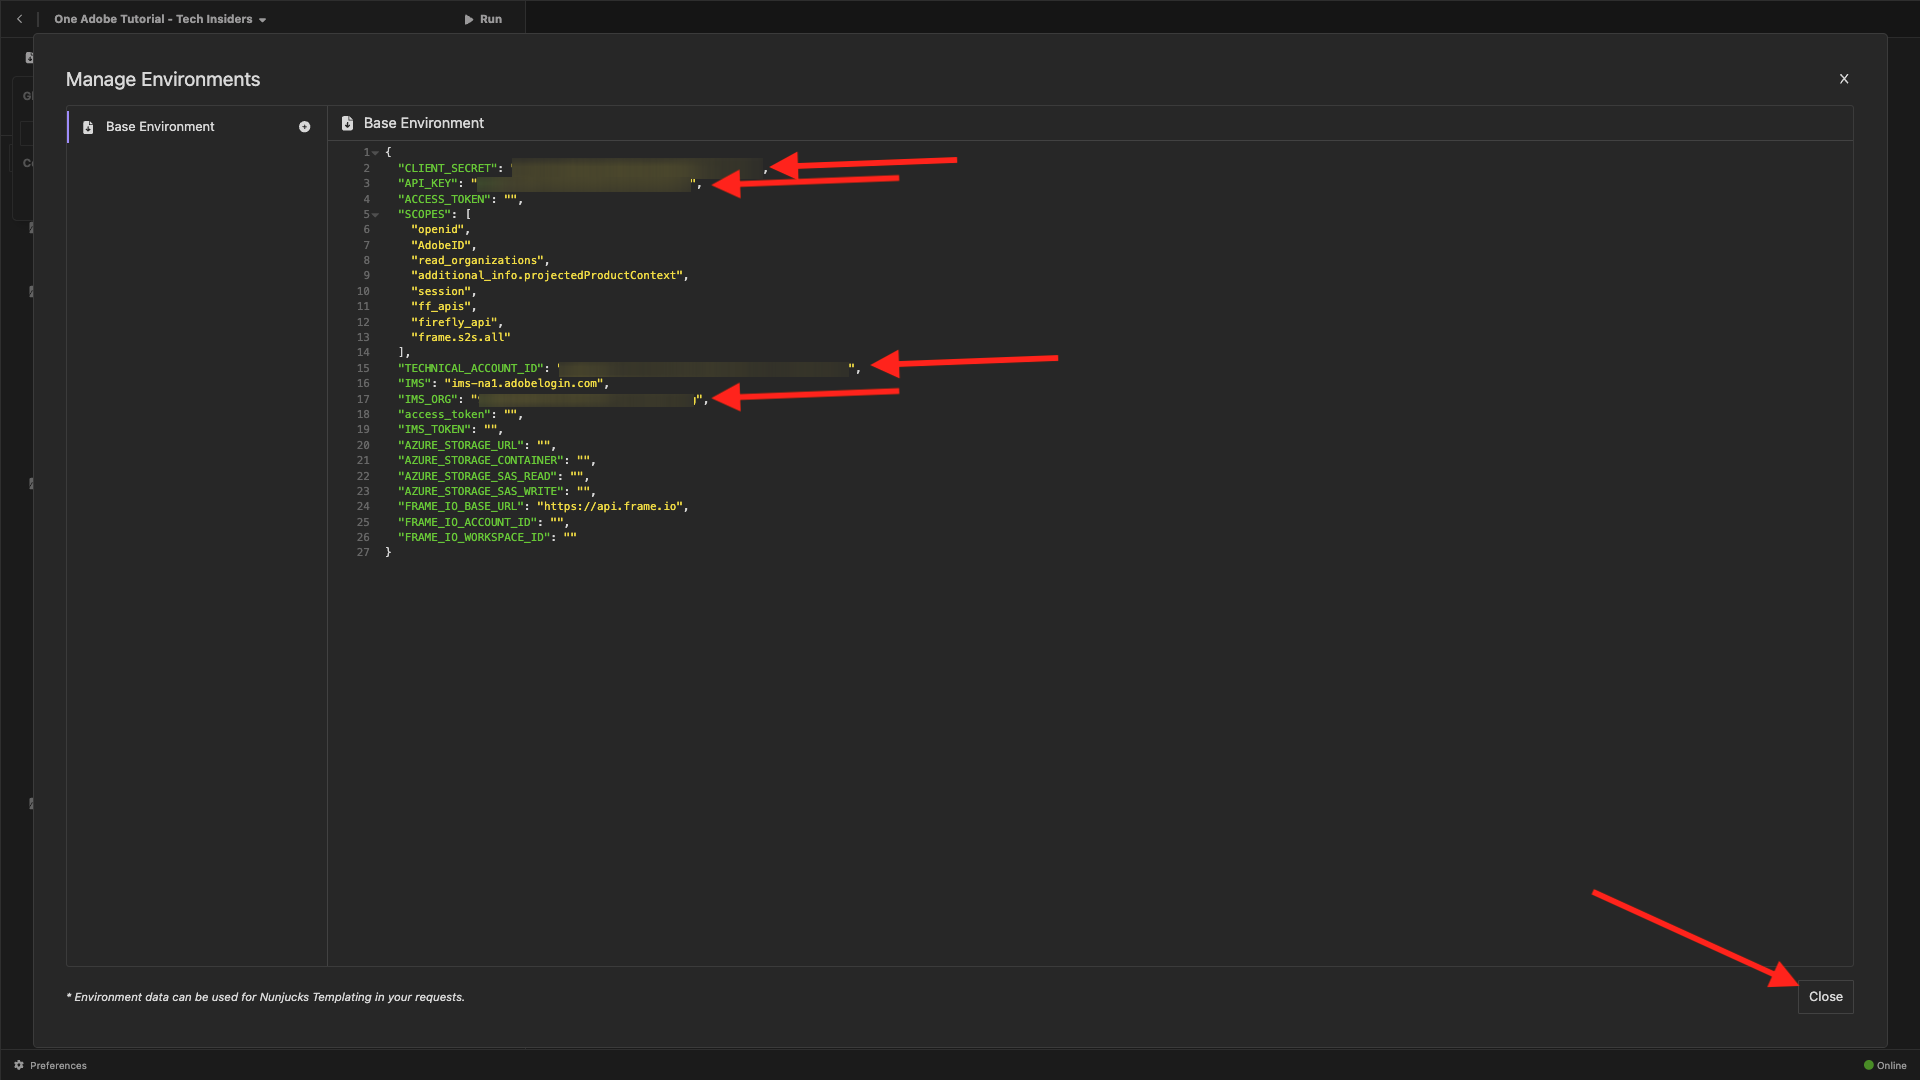 One Adobe Tutorial - Tech Insiders
Run
Manage Environments
X
Base Environment
Base Environment
1 {
2 "CLIENT_SECRET": ",
3 "API_KEY": "",
4 "ACCESS_TOKEN": "",
5 "SCOPES": [
6 "openid",
7 "AdobeID",
8 "read_organizations",
9 "additional_info.projectedProductContext",
10 "session",
11 "ff_apis",
12 "firefly_api",
13 "frame.s2s.all"
14 ],
15 "TECHNICAL_ACCOUNT_ID": "",
16 "IMS": "ims-na1.adobelogin.com",
17 "IMS_ORG": "",
18 "access_token": "",
19 "IMS_TOKEN": "",
20 "AZURE_STORAGE_URL": "",
21 "AZURE_STORAGE_CONTAINER": "",
22 "AZURE_STORAGE_SAS_READ": "",
23 "AZURE_STORAGE_SAS_WRITE": "",
24 "FRAME_IO_BASE_URL": "https://api.frame.io",
25 "FRAME_IO_ACCOUNT_ID": "",
26 "FRAME_IO_WORKSPACE_ID": ""
27 }
* Environment data can be used for Nunjucks Templating in your requests.
Close
Preferences
Online